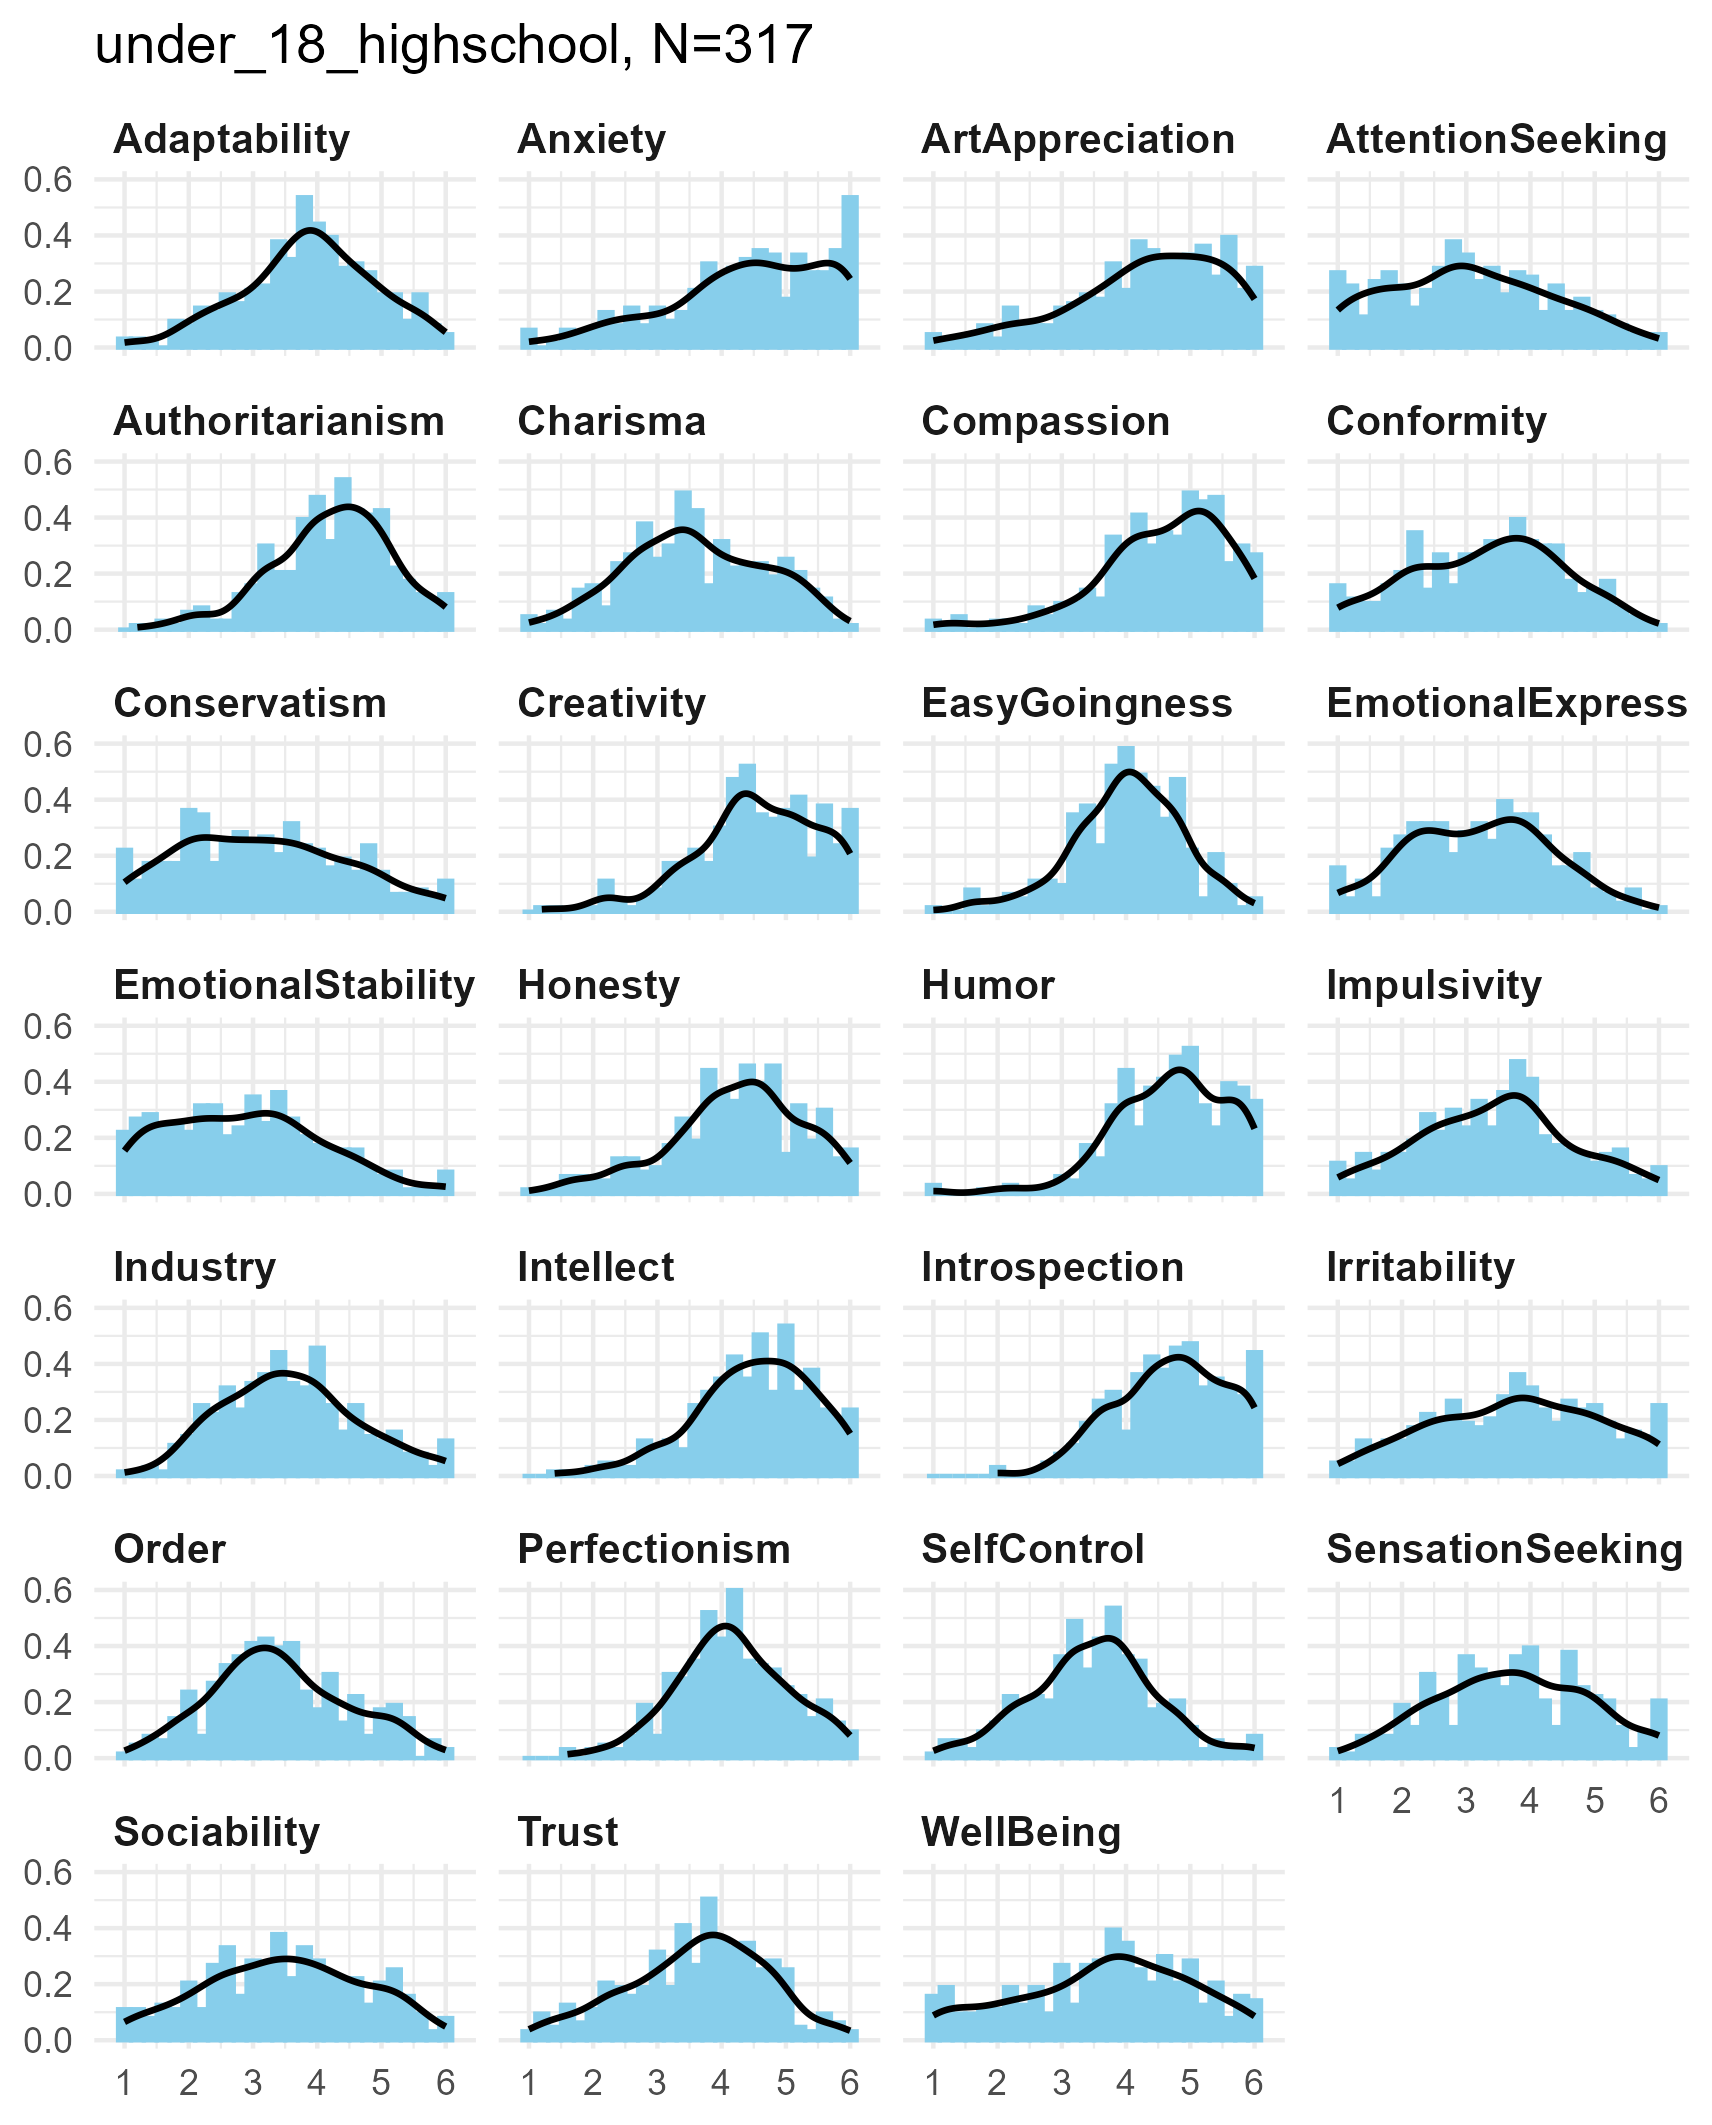 under_18_highschool, N=317
Adaptability Anxiety ArtAppreciation AttentionSeeking
0.6
0.4
0.2
0.0
Authoritarianism Charisma Compassion Conformity
0.6
0.4
0.2
0.0
Conservatism Creativity EasyGoingness EmotionalExpress
0.6
0.4
0.2
0.0
EmotionalStability Honesty Humor Impulsivity
0.6
0.4
0.2
0.0
Industry Intellect Introspection Irritability
0.6
0.4
0.2
0.0
Order Perfectionism SelfControl SensationSeeking
0.6
0.4
0.2
0.0
1 2 3 4 5 6
Sociability Trust WellBeing
0.6
0.4
0.2
0.0
1 2 3 4 5 6 1 2 3 4 5 6 1 2 3 4 5 6